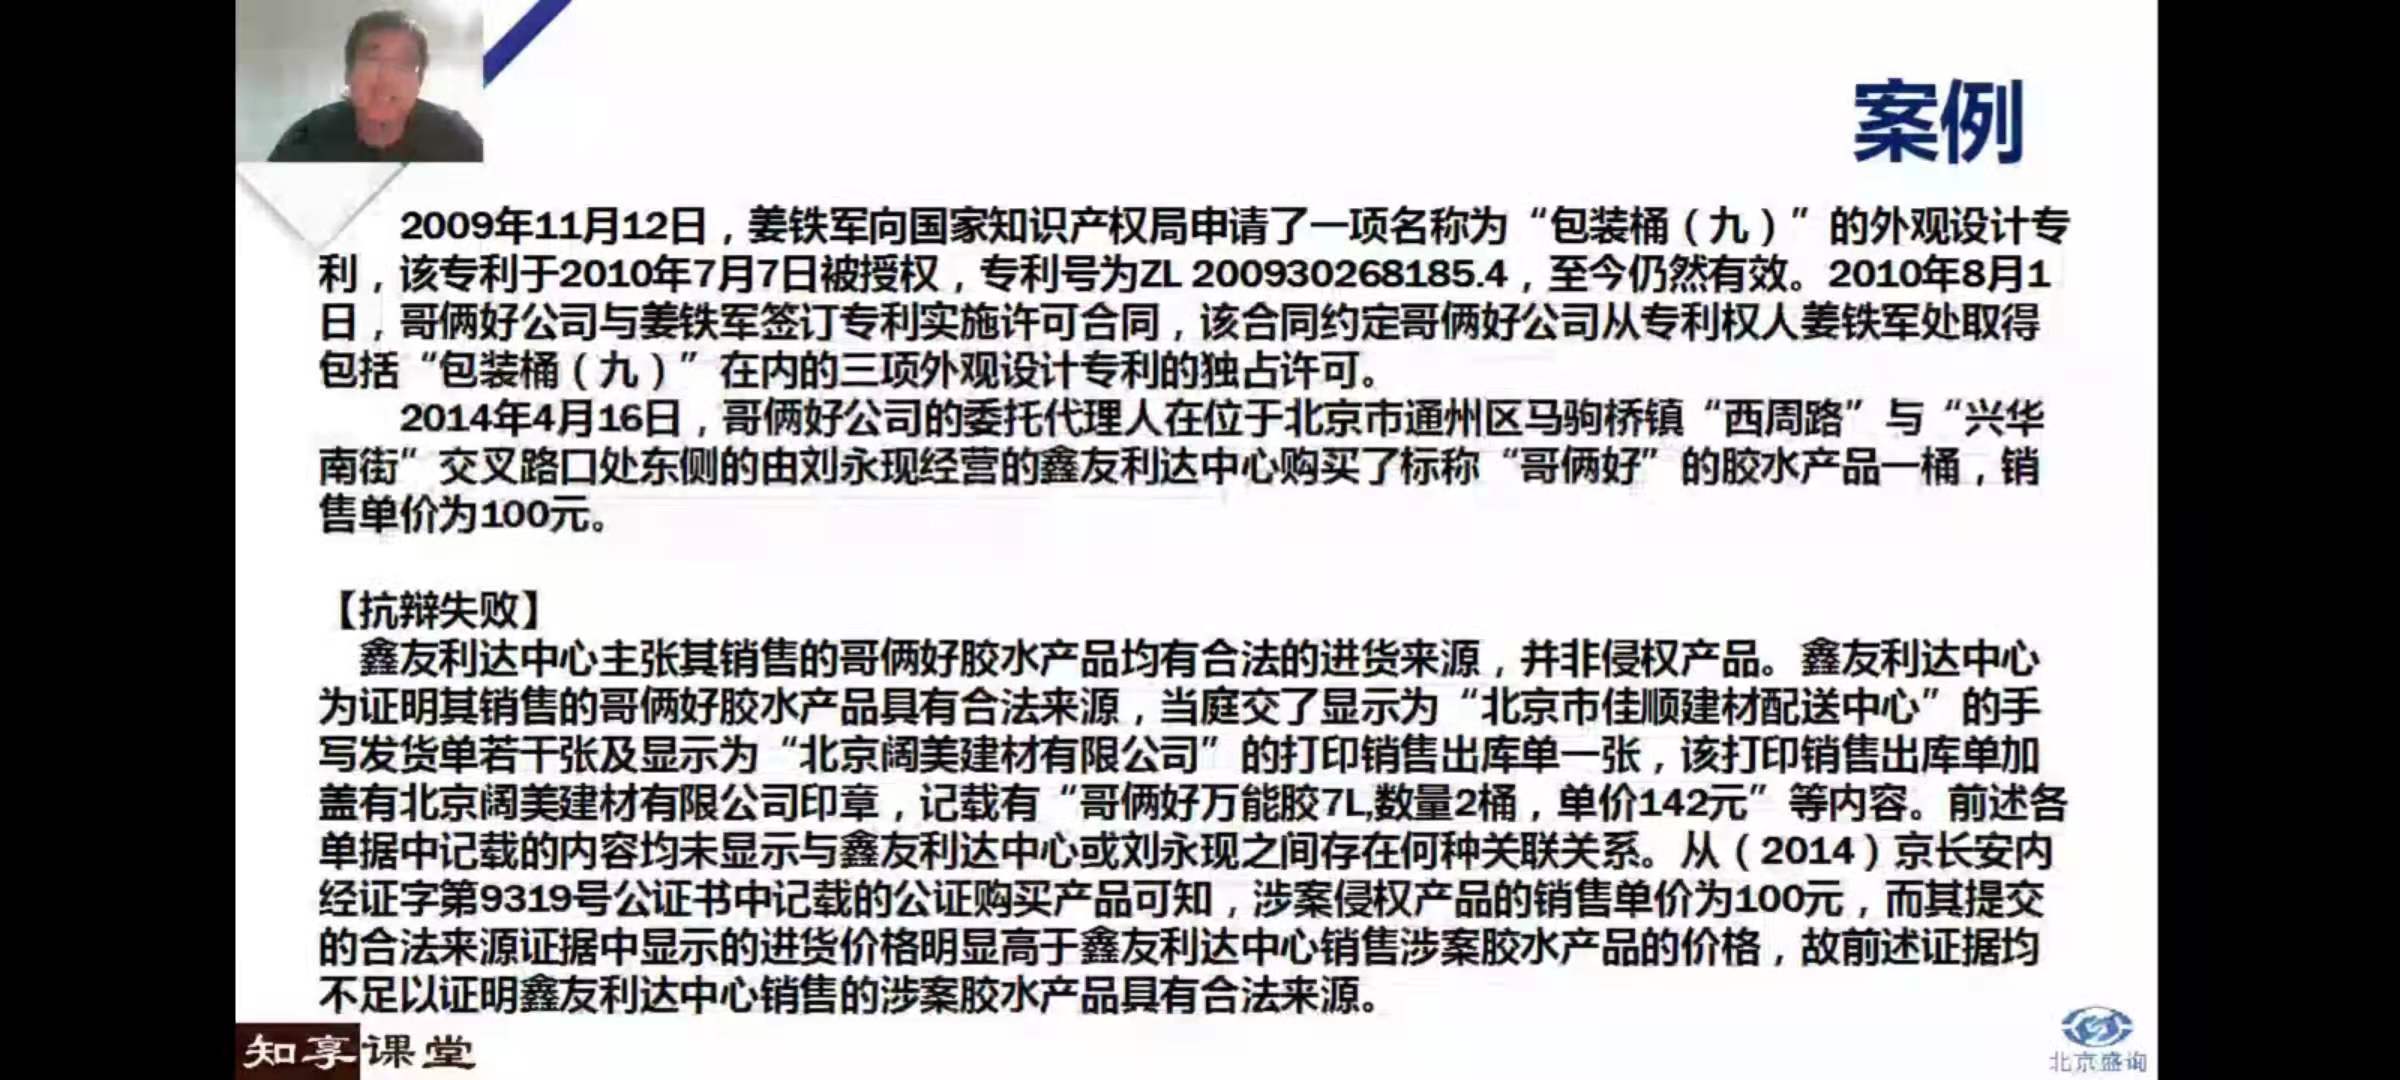 案例
2009年11月12日，姜铁军向国家知识产权局申请了一项名称为“包装桶（九）”的外观设计专
利，该专利于2010年7月7日被授权，专利号为ZL 200930268185.4，至今仍然有效。2010年8月1
日，哥俩好公司与姜铁军签订专利实施许可合同，该合同约定哥俩好公司从专利权人姜铁军处取得
包括“包装桶（九）”在内的三项外观设计专利的独占许可。
2014年4月16日，哥俩好公司的委托代理人在位于北京市通州区马驹桥镇“西周路”与“兴华
南街”交叉路口处东侧的由刘永现经营的鑫友利达中心购买了标称“哥俩好”的胶水产品一桶，销
售单价为100元。
【抗辩失败】
鑫友利达中心主张其销售的哥俩好胶水产品均有合法的进货来源，并非侵权产品。鑫友利达中心
为证明其销售的哥俩好胶水产品具有合法来源，当庭交了显示为“北京市佳顺建材配送中心”的手
写发货单若干张及显示为“北京阔美建材有限公司”的打印销售出库单一张，该打印销售出库单加
盖有北京阔美建材有限公司印章，记载有“哥俩好万能胶7L,数量2桶，单价142元”等内容。前述各
单据中记载的内容均未显示与鑫友利达中心或刘永现之间存在何种关联关系。从（2014）京长安内
经证字第9319号公证书中记载的公证购买产品可知，涉案侵权产品的销售单价为100元，而其提交
的合法来源证据中显示的进货价格明显高于鑫友利达中心销售涉案胶水产品的价格，故前述证据均
不足以证明鑫友利达中心销售的涉案胶水产品具有合法来源。
知享课堂
北京盛询